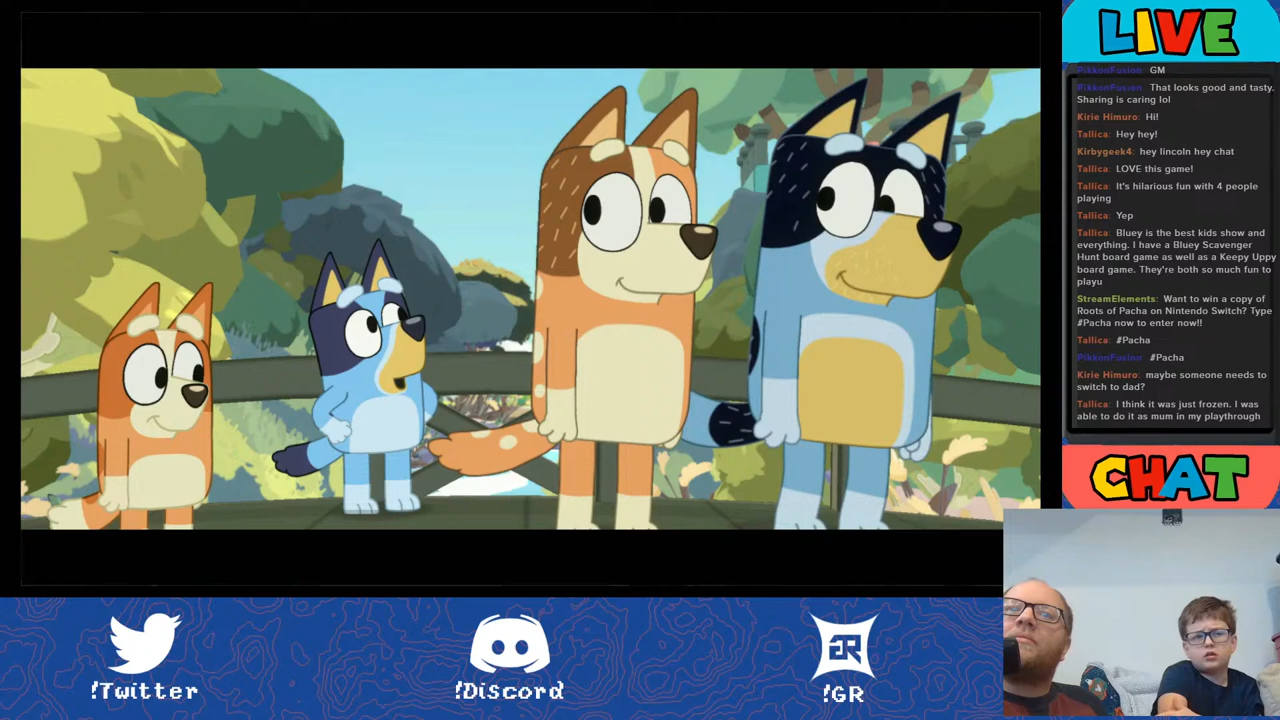 LIVE
PikkonFusion: GM
PikkonFusion: That looks good and tasty.
Sharing is caring lol
Kirie Himuro: Hi!
Tallica: Hey hey!
Kirbygeek4: hey lincoln hey chat
Tallica: LOVE this game!
Tallica: It's hilarious fun with 4 people
playing
Tallica: Yep
Tallica: Bluey is the best kids show and
everything. I have a Bluey Scavenger
Hunt board game as well as a Keepy Uppy
board game. They're both so much fun to
playu
StreamElements: Want to win a copy of
Roots of Pacha on Nintendo Switch? Type
#Pacha now to enter now!!
Tallica: #Pacha
PikkonFusion: #Pacha
Kirie Himuro: maybe someone needs to
switch to dad?
Tallica: I think it was just frozen. I was
able to do it as mum in my playthrough
CHAT
!Twitter
!Discord
GR
!GR